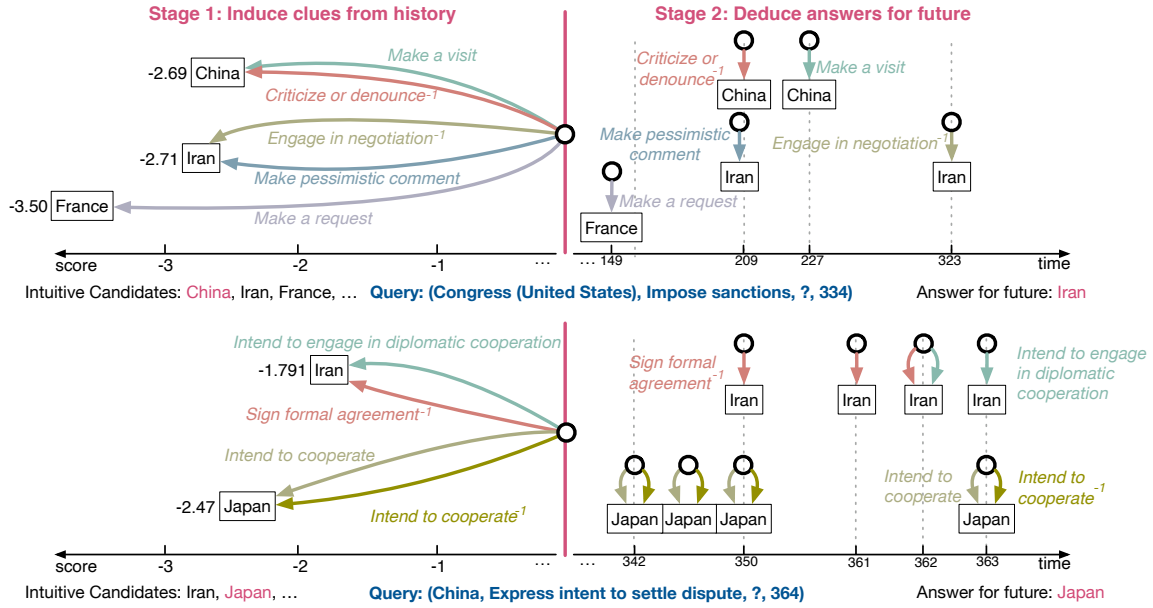 Stage 1: Induce clues from history
Stage 2: Deduce answers for future
Make a visit
-2.69 China
Criticize or denounce-1
Engage in negotiation-1
-2.71 Iran
Make pessimistic comment
-3.50 France
Make a request
Criticize or
denounce-1
China
China
Make a visit
Make pessimistic
comment
Iran
Engage in negotiation-1
Iran
Make a request
France
score
-3
-2
-1
...
... 149
209
227
323
time
Intuitive Candidates: China, Iran, France, ...
Query: (Congress (United States), Impose sanctions, ?, 334)
Answer for future: Iran
Intend to engage in diplomatic cooperation
-1.791 Iran
Sign formal agreement-1
Intend to cooperate
-2.47 Japan
Intend to cooperate-1
Sign formal
agreement-1
Iran
Iran
Iran
Iran
Intend to engage
in diplomatic
cooperation
Japan
Japan
Japan
Intend to
cooperate
Japan
Intend to
cooperate-1
score
-3
-2
-1
...
...
342
350
361
362
363
time
Intuitive Candidates: Iran, Japan, ...
Query: (China, Express intent to settle dispute, ?, 364)
Answer for future: Japan